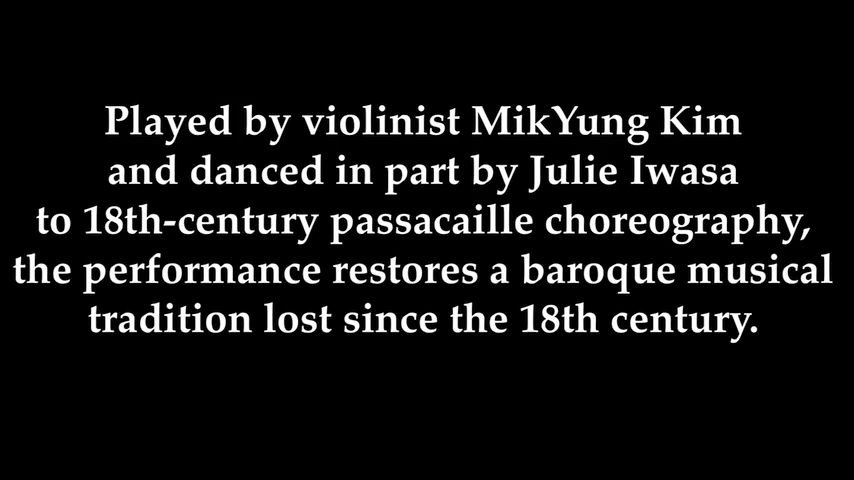 Played by violinist MikYung Kim
and danced in part by Julie Iwasa
to 18th-century passacaille choreography,
the performance restores a baroque musical
tradition lost since the 18th century.